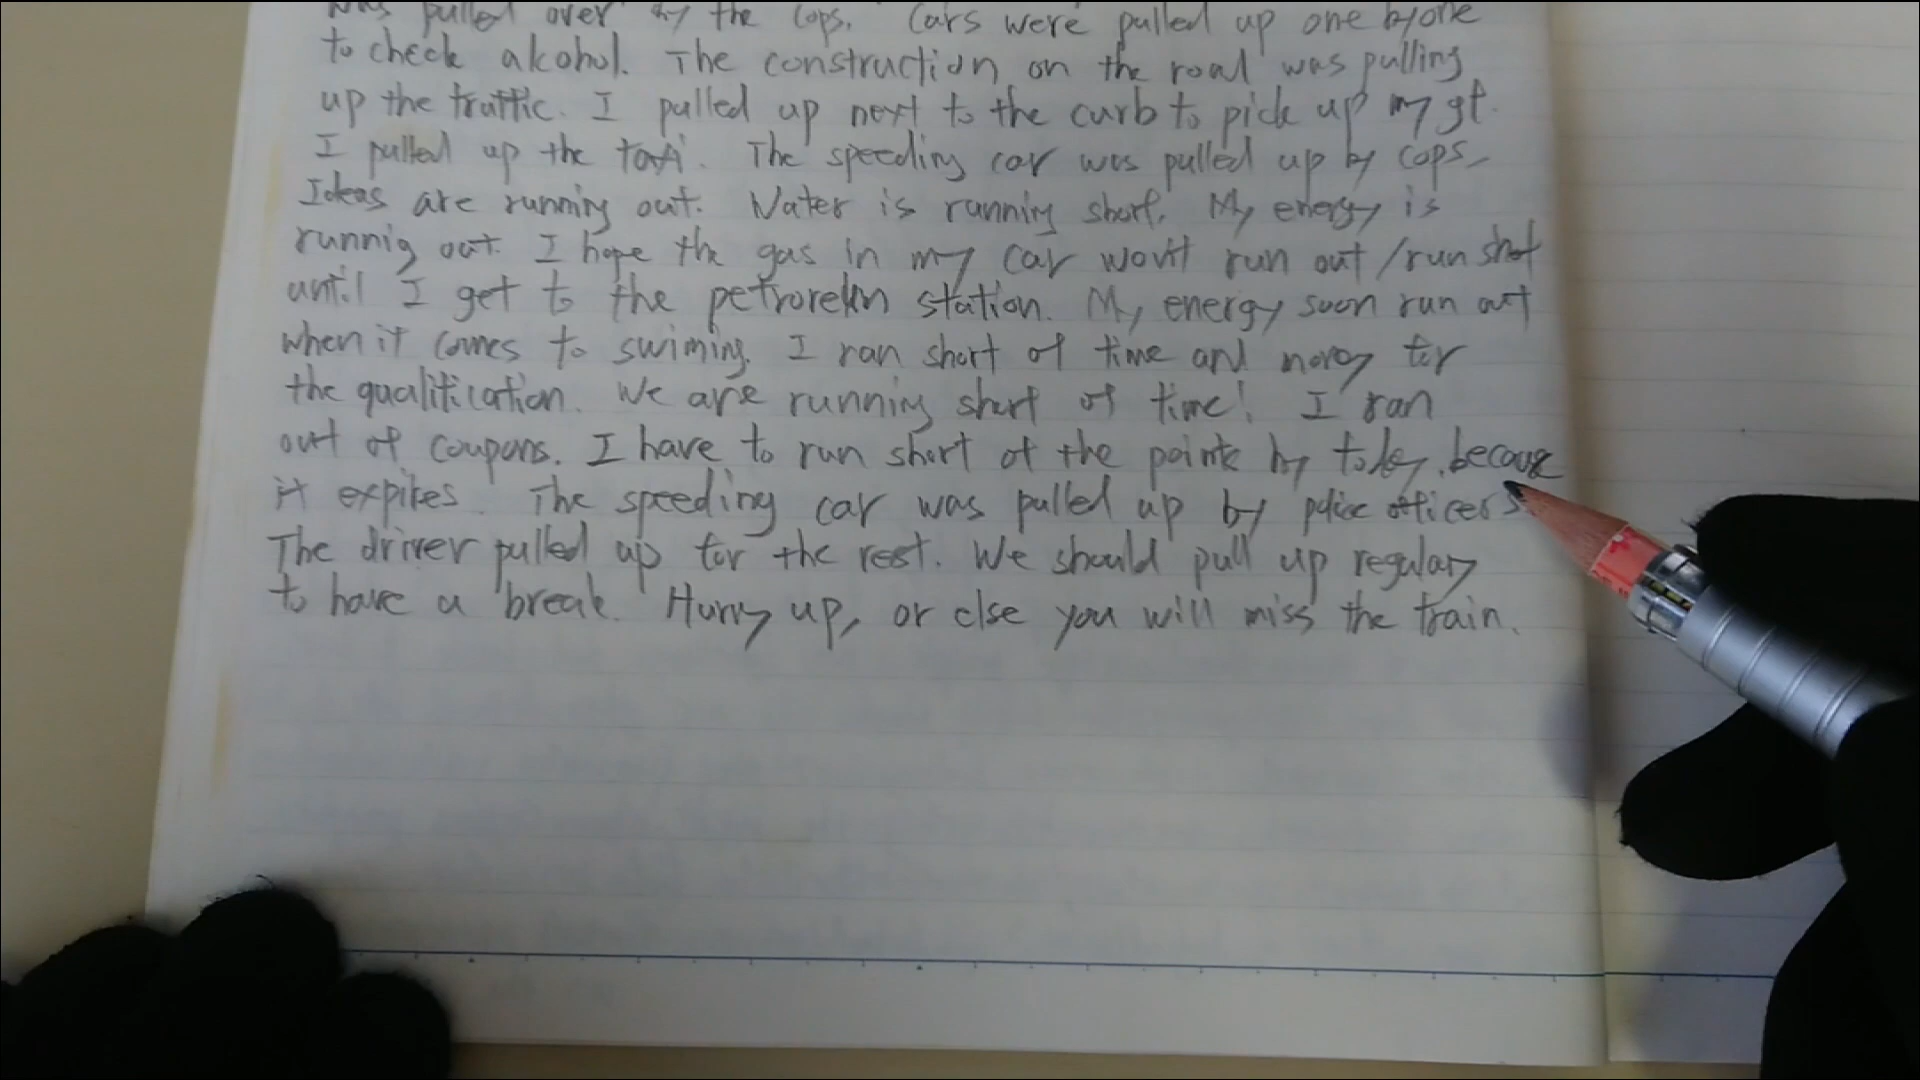 was pulled over by the cops. Cars were pulled up one by one
to check alcohol. The construction on the road was pulling
up the traffic. I pulled up next to the curb to pick up my gf.
I pulled up the taxi. The speeding car was pulled up by cops.
Ideas are running out. Water is running short. My energy is
runnig out. I hope the gas in my car won't run out / run short
until I get to the station. My energy soon run out
when it comes to swiming. I ran short of time and money for
the qualification. We are running short of time! I ran
out of coupons. I have to run short of the points by today, because
it expires. The speeding car was pulled up by police officers
The driver pulled up for the rest. We should pull up regulary
to have a break. Hurry up, or else you will miss the train.